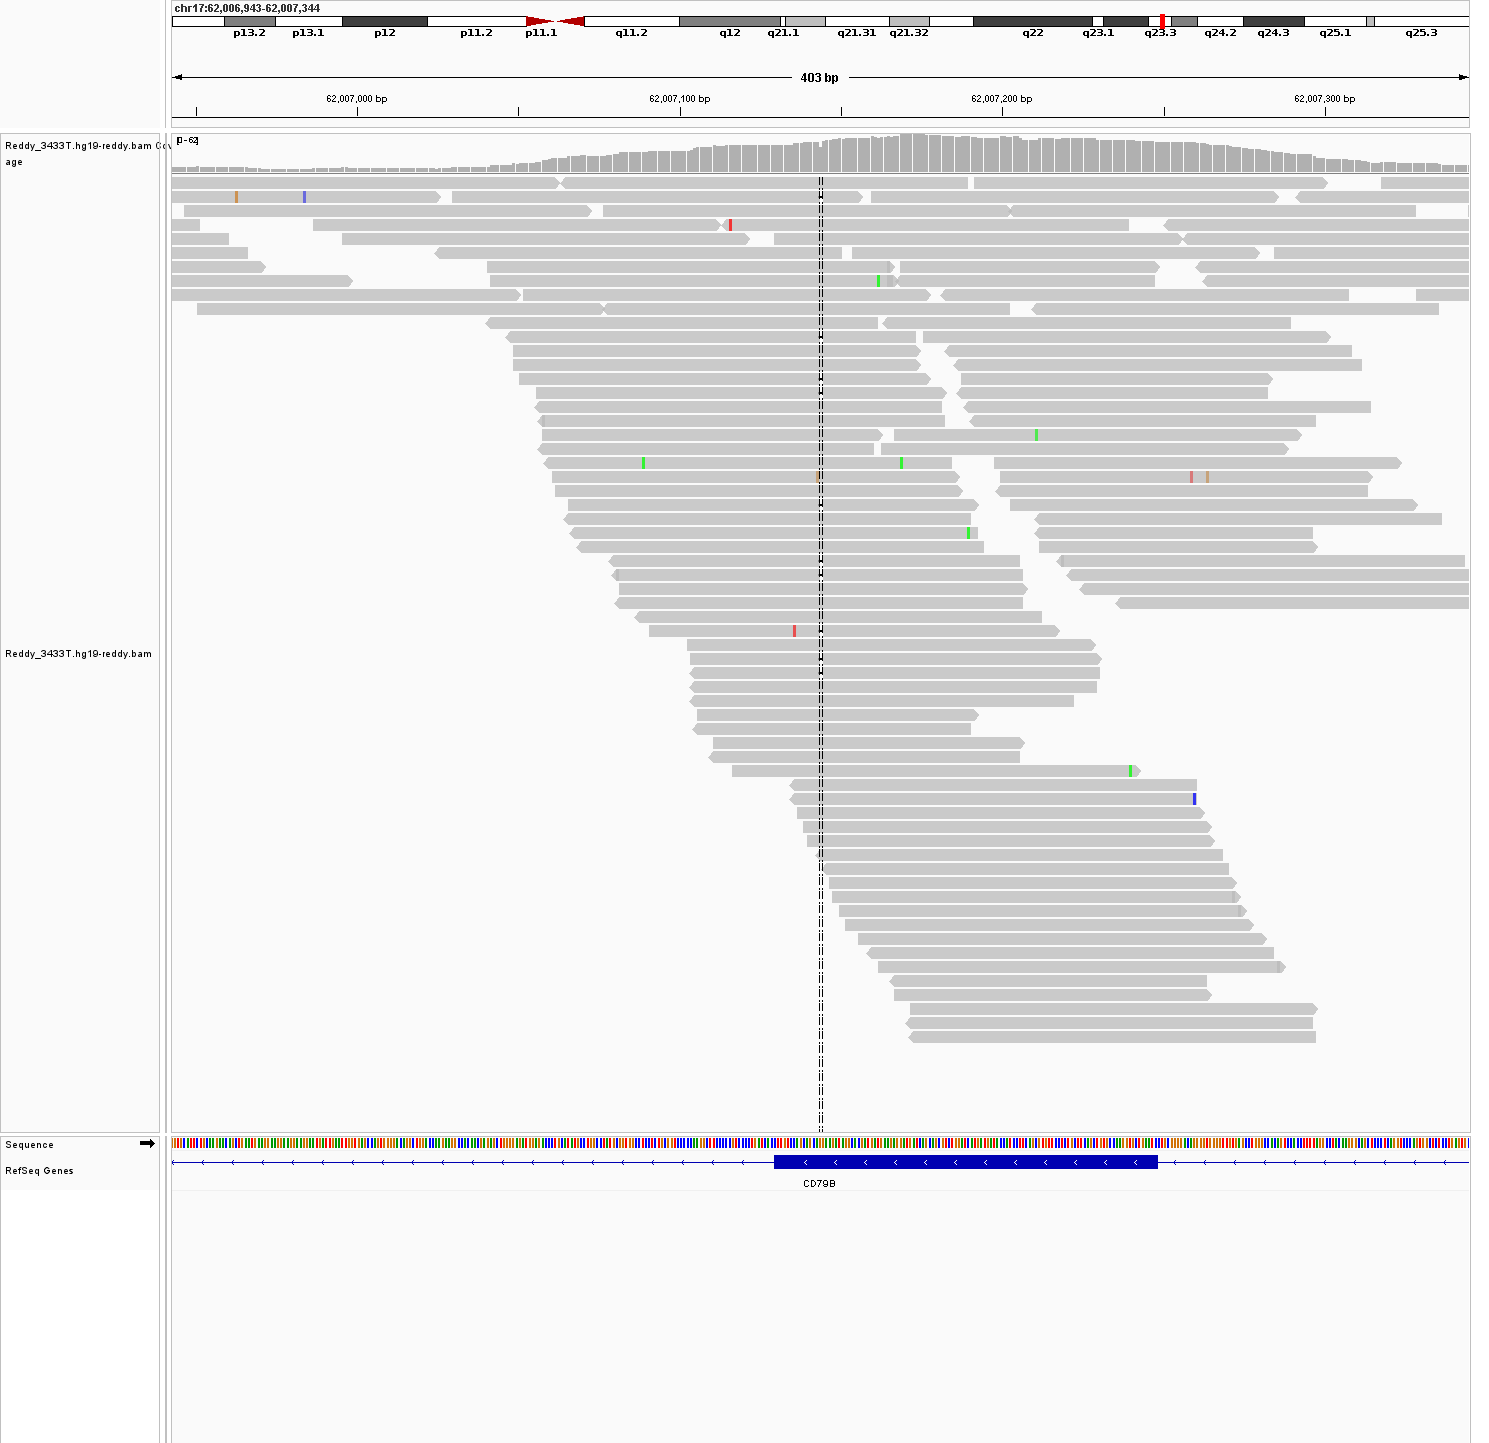 chr17:62,006,943-62,007,344
p13.2 p13.1 p12 p11.2 p11.1 q11.2 q12 q21.1 q21.31 q21.32 q22 q23.1 q23.3 q24.2 q24.3 q25.1 q25.3
403 bp
62,007,000 bp 62,007,100 bp 62,007,200 bp 62,007,300 bp
[0-62]
Reddy_3433T.hg19-reddy.bam Cov
age
Reddy_3433T.hg19-reddy.bam
Sequence
RefSeq Genes
CD79B